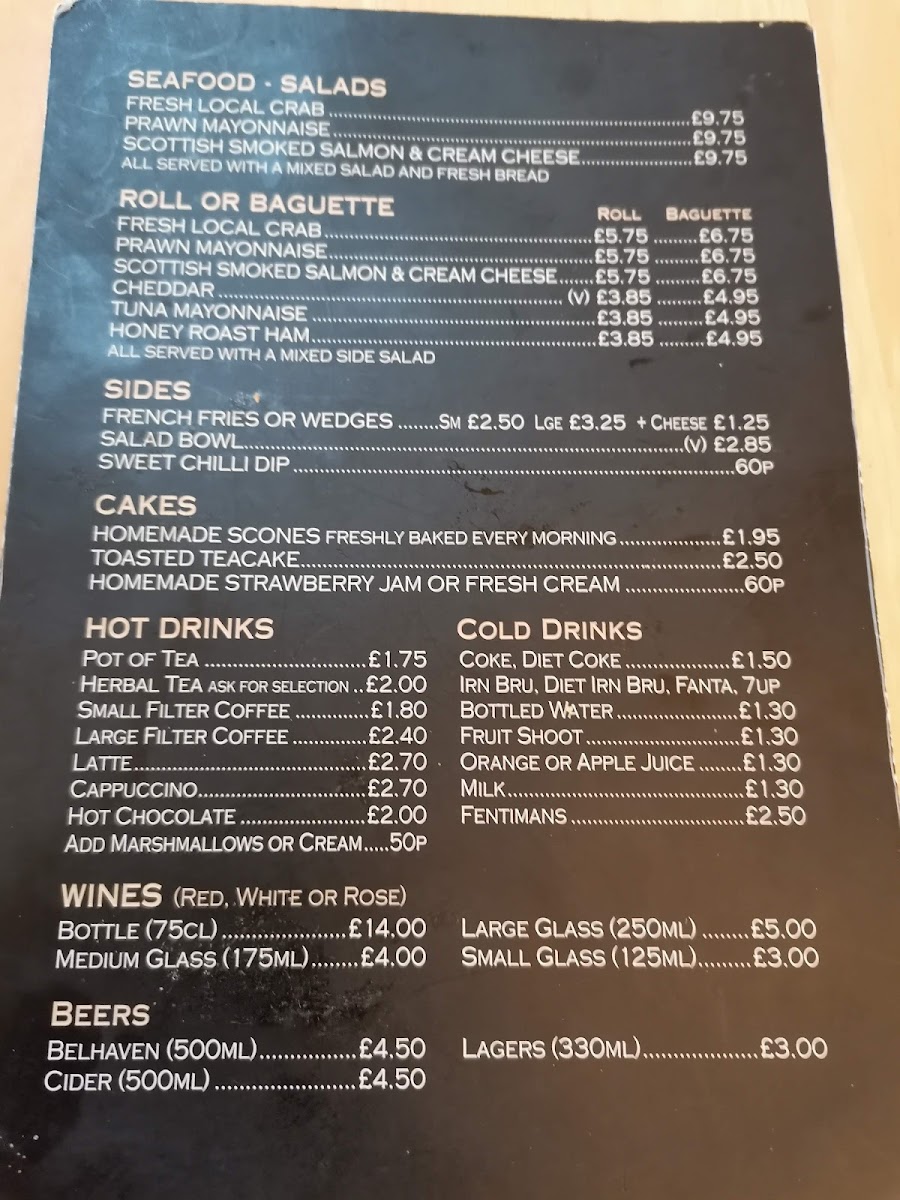 SEAFOOD - SALADS
FRESH LOCAL CRAB........£9.75
PRAWN MAYONNAISE........£9.75
SCOTTISH SMOKED SALMON & CREAM CHEESE........£9.75
ALL SERVED WITH A MIXED SALAD AND FRESH BREAD
ROLL OR BAGUETTE ROLL BAGUETTE
FRESH LOCAL CRAB........£5.75........£6.75
PRAWN MAYONNAISE........£5.75........£6.75
SCOTTISH SMOKED SALMON & CREAM CHEESE......£5.75........£6.75
CHEDDAR........(V) £3.85........£4.95
TUNA MAYONNAISE........£3.85........£4.95
HONEY ROAST HAM........£3.85........£4.95
ALL SERVED WITH A MIXED SIDE SALAD
SIDES
FRENCH FRIES OR WEDGES ........SM £2.50 LGE £3.25 + CHEESE £1.25
SALAD BOWL........(V) £2.85
SWEET CHILLI DIP........60P
CAKES
HOMEMADE SCONES FRESHLY BAKED EVERY MORNING........£1.95
TOASTED TEACAKE........£2.50
HOMEMADE STRAWBERRY JAM OR FRESH CREAM........60P
HOT DRINKS
POT OF TEA........£1.75
HERBAL TEA ASK FOR SELECTION..£2.00
SMALL FILTER COFFEE........£1.80
LARGE FILTER COFFEE........£2.40
LATTE........£2.70
CAPPUCCINO........£2.70
HOT CHOCOLATE........£2.00
ADD MARSHMALLOWS OR CREAM.....50P
COLD DRINKS
COKE, DIET COKE........£1.50
IRN BRU, DIET IRN BRU, FANTA, 7UP
BOTTLED WATER........£1.30
FRUIT SHOOT........£1.30
ORANGE OR APPLE JUICE........£1.30
MILK........£1.30
FENTIMANS........£2.50
WINES (RED, WHITE OR ROSE)
BOTTLE (75CL)........£14.00 LARGE GLASS (250ML)........£5.00
MEDIUM GLASS (175ML)........£4.00 SMALL GLASS (125ML)........£3.00
BEERS
BELHAVEN (500ML)........£4.50 LAGERS (330ML)........£3.00
CIDER (500ML)........£4.50